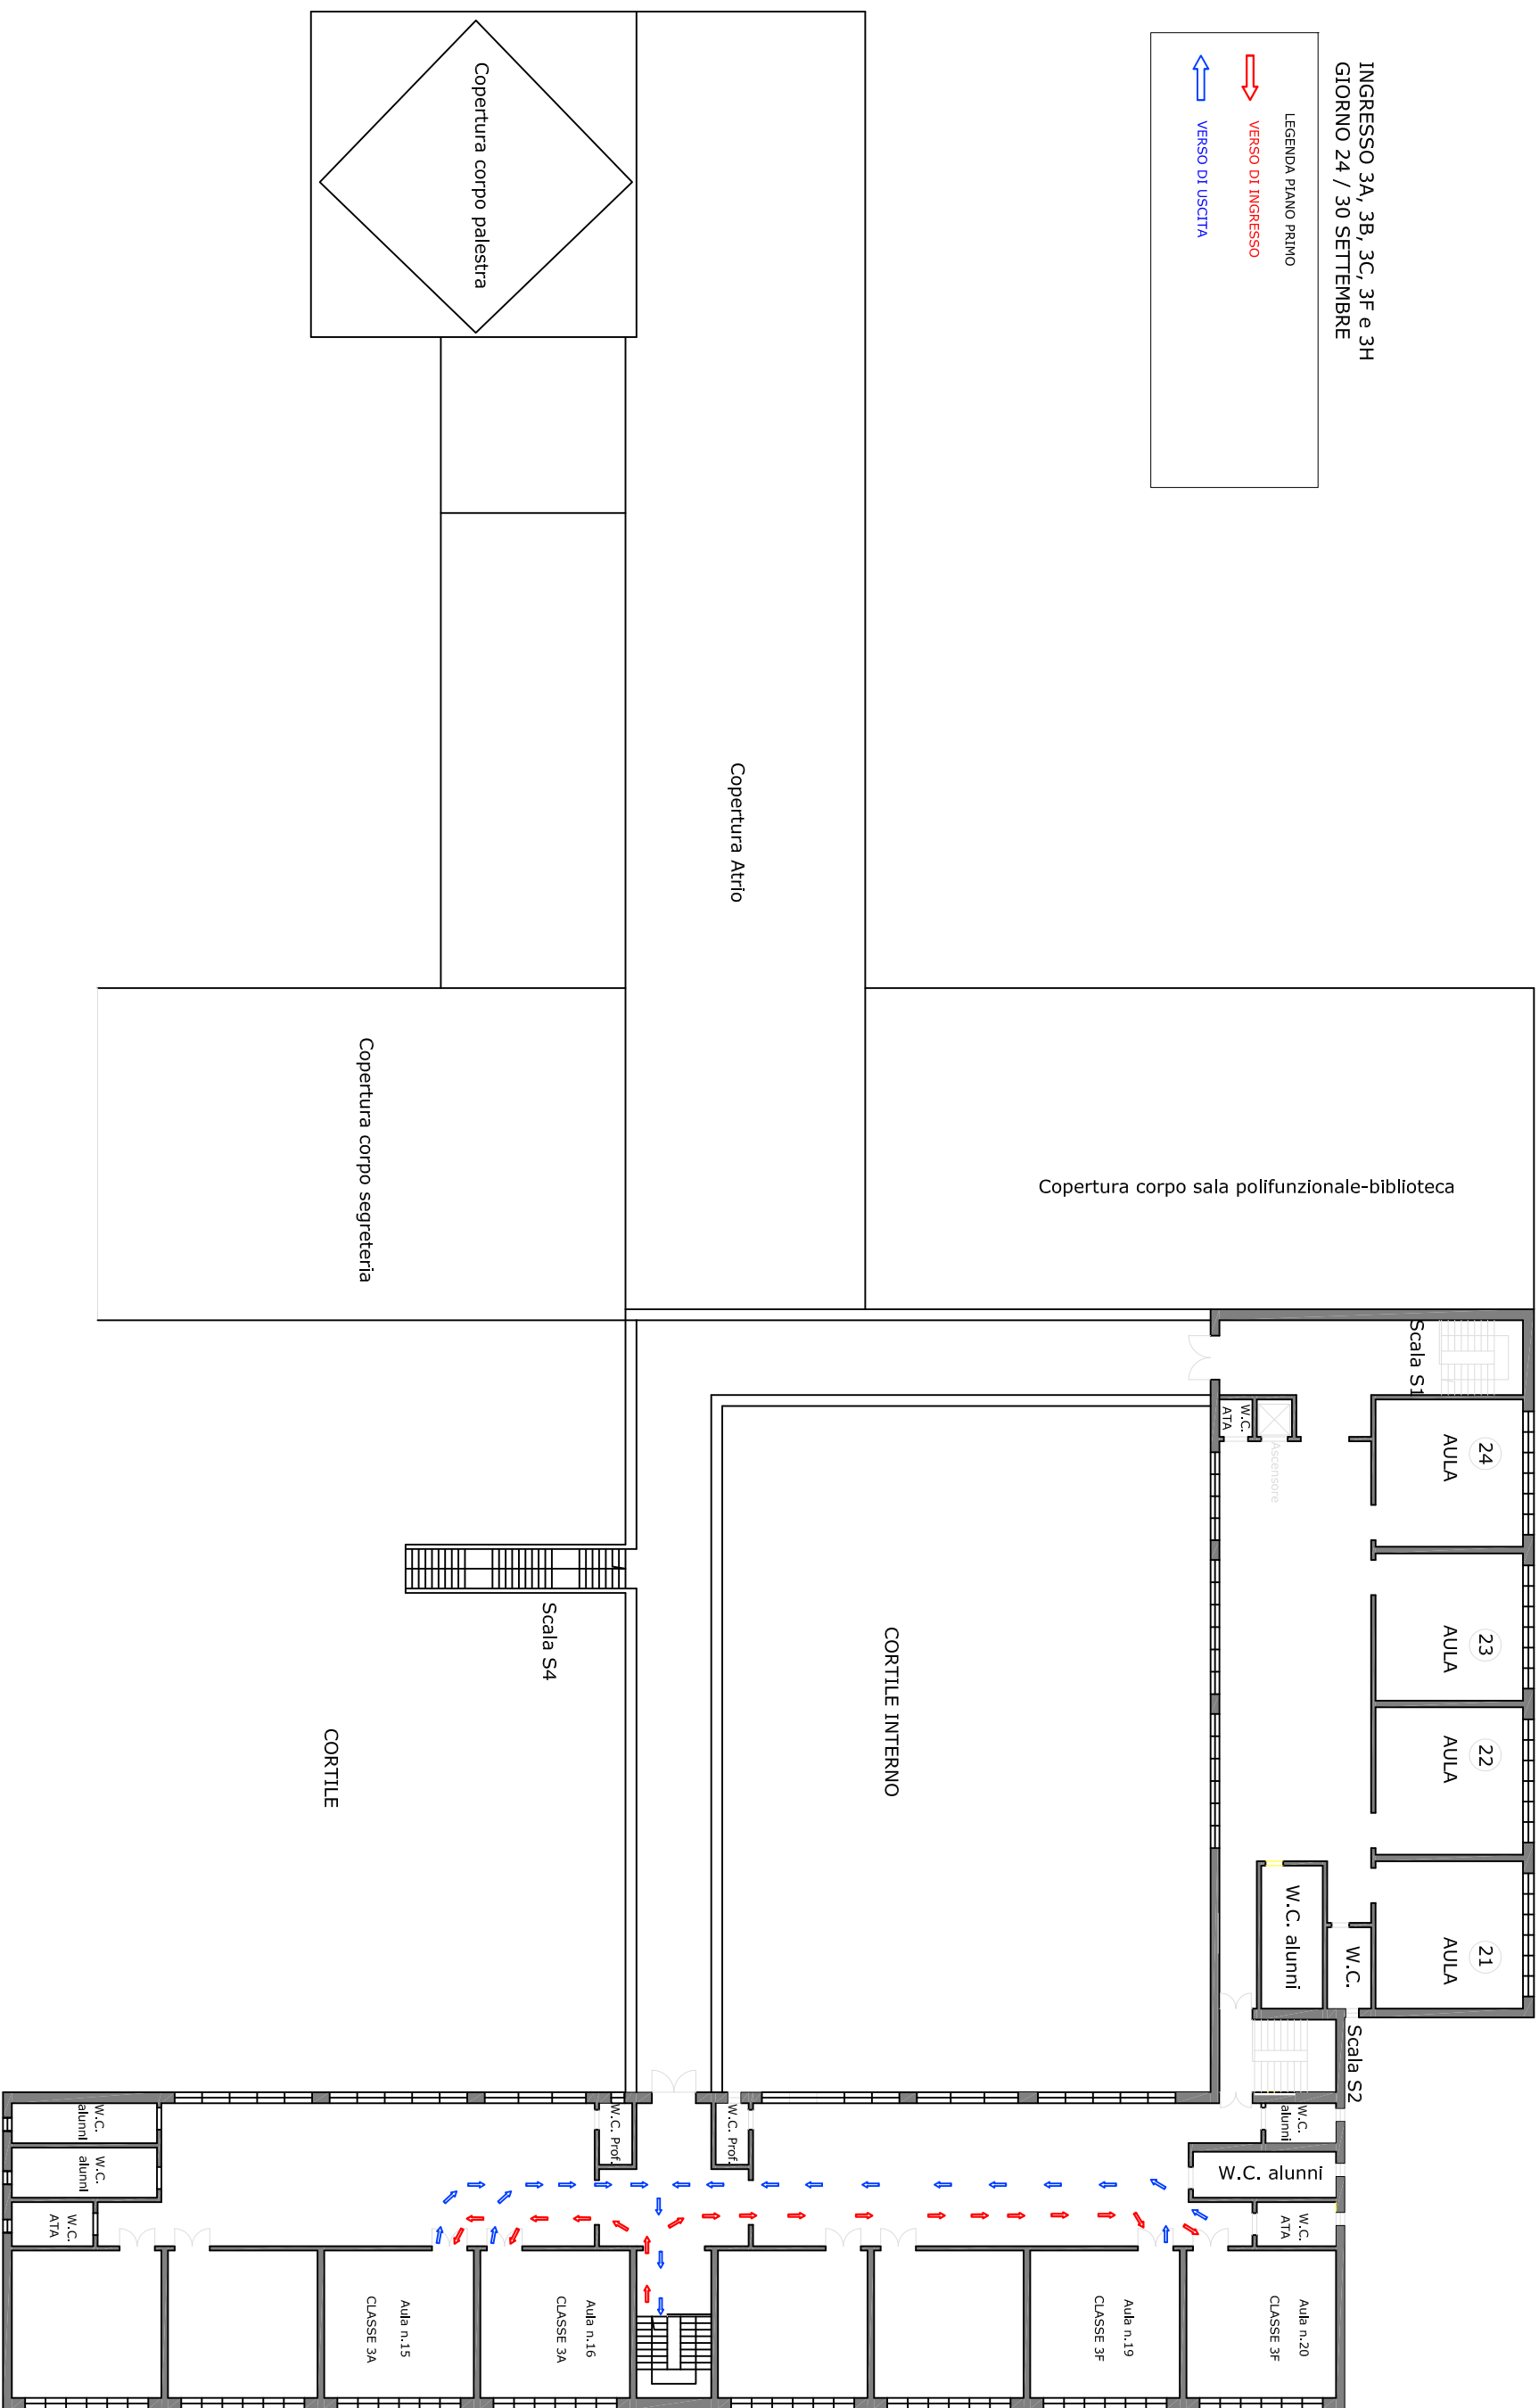 INGRESSO 3A, 3B, 3C, 3F e 3H
GIORNO 24 / 30 SETTEMBRE
LEGENDA PIANO PRIMO
VERSO DI INGRESSO
VERSO DI USCITA
Copertura corpo palestra
Copertura Atrio
Copertura corpo segreteria
Copertura corpo sala polifunzionale-biblioteca
Scala S1
W.C.
ATA
Ascensore
24
AULA
23
AULA
22
AULA
21
AULA
W.C. alunni
W.C.
Scala S2
Scala S4
CORTILE INTERNO
CORTILE
W.C.
alunni
W.C. alunni
W.C.
ATA
W.C. Prof.
W.C. Prof.
W.C.
alunni
W.C.
alunni
W.C.
ATA
Aula n.15
CLASSE 3A
Aula n.16
CLASSE 3A
Aula n.19
CLASSE 3F
Aula n.20
CLASSE 3F